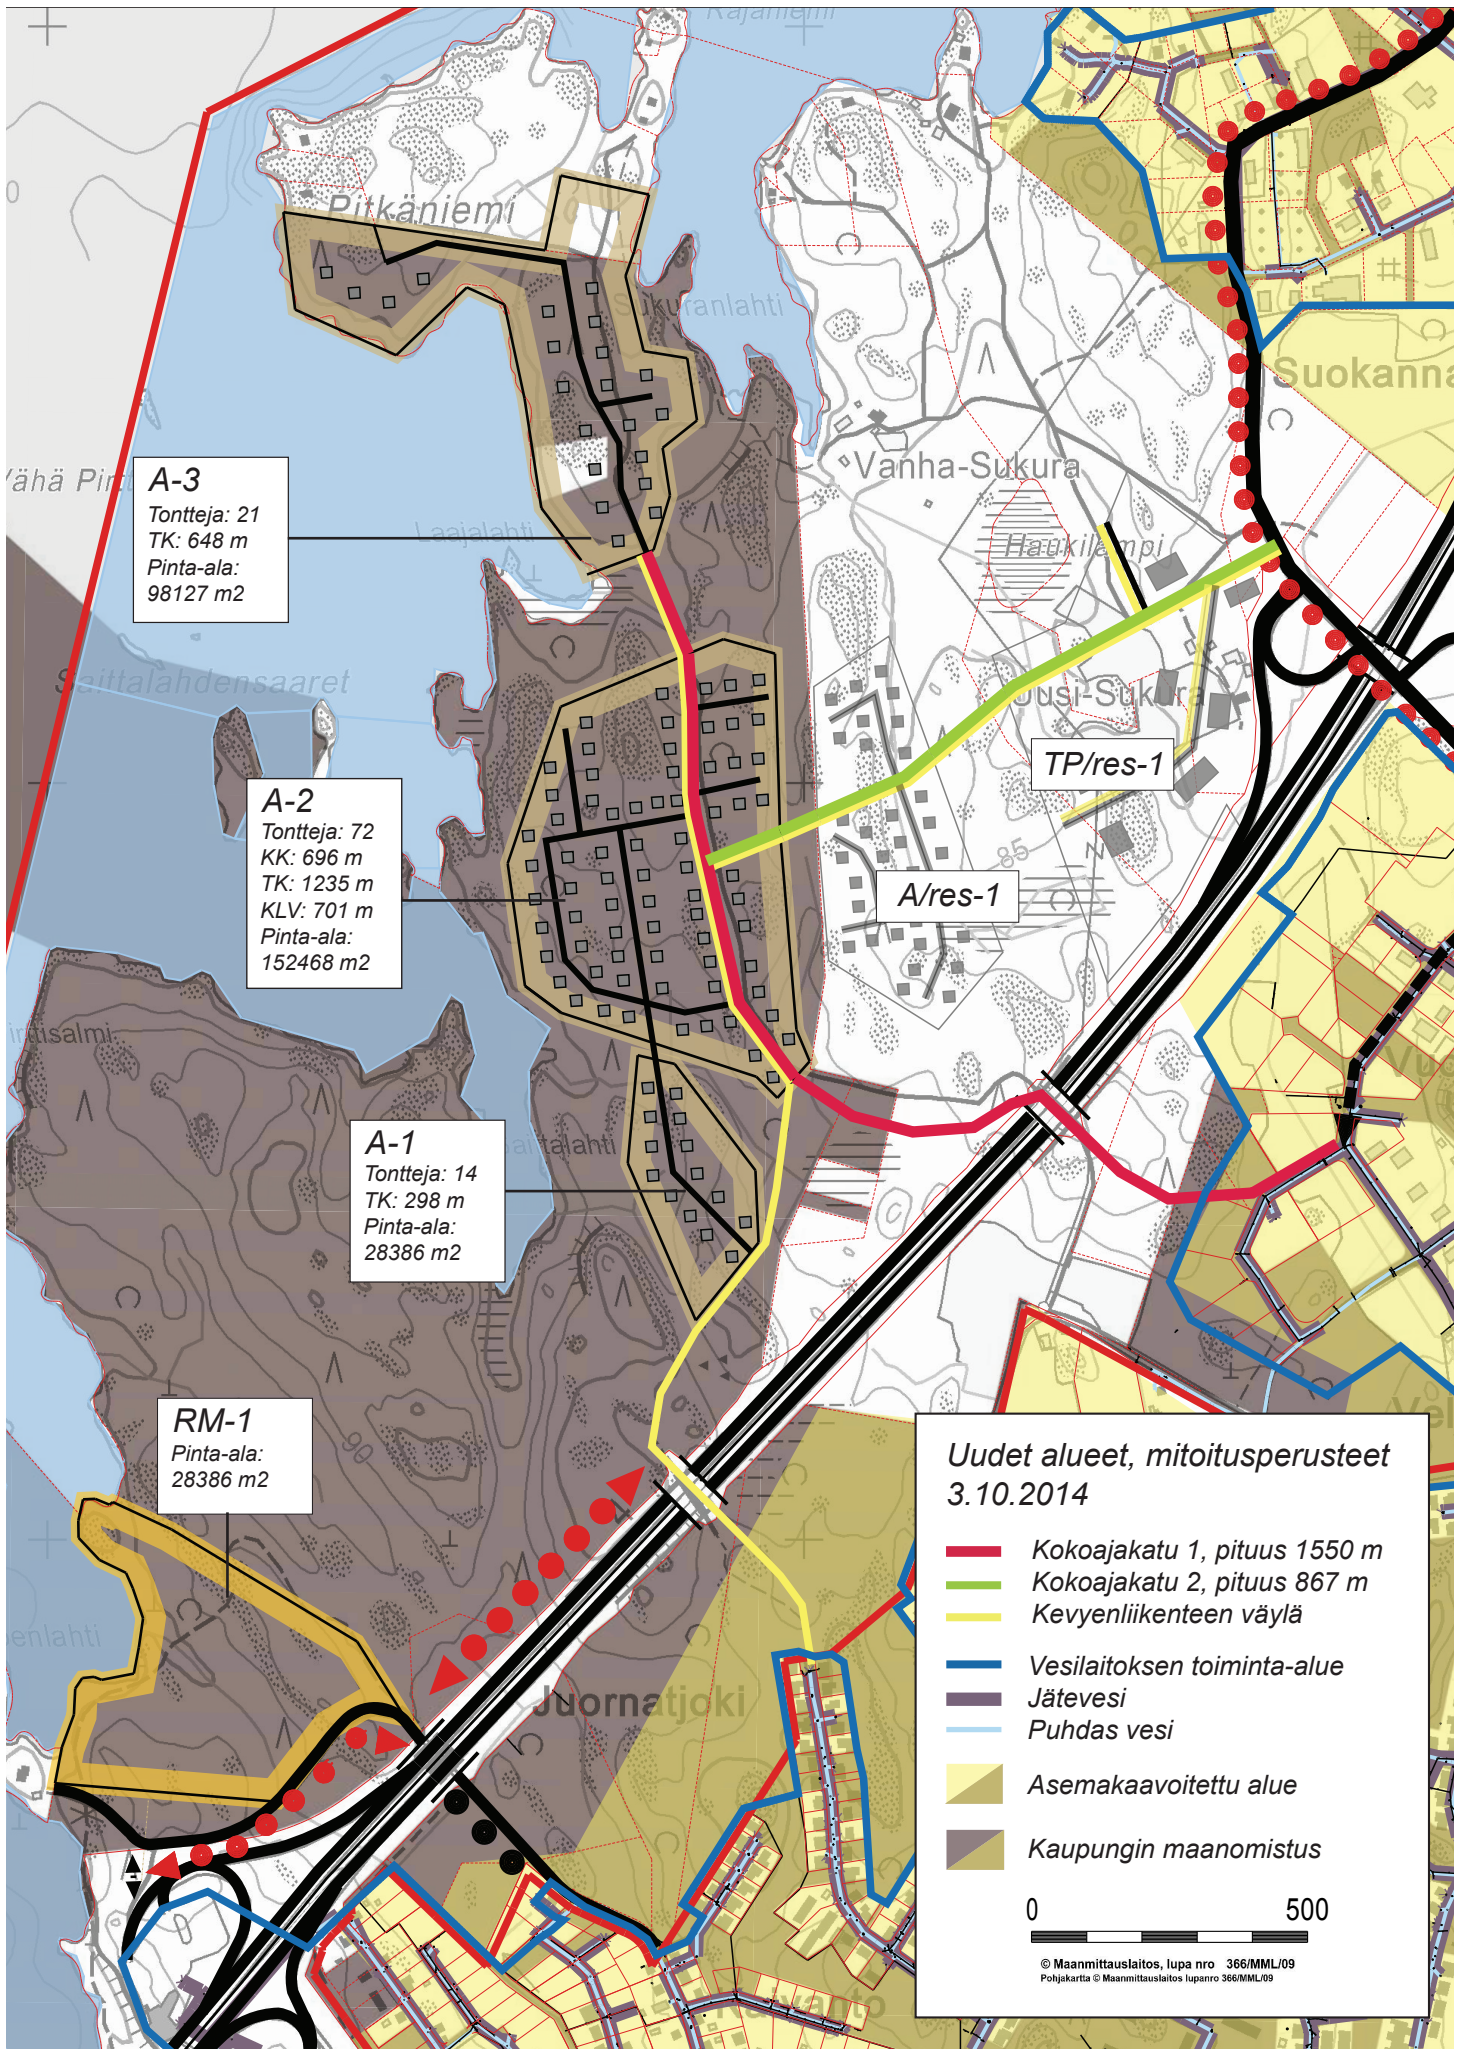 Rajaniemi
Pitkäniemi
Sukuranlahti
Suokanna
Vanha-Sukura
A-3
Tontteja: 21
TK: 648 m
Pinta-ala:
98127 m2
Laajalahti
Haukilampi
Saittalahdensaaret
Uusi-Sukura
TP/res-1
A-2
Tontteja: 72
KK: 696 m
TK: 1235 m
KLV: 701 m
Pinta-ala:
152468 m2
85
A/res-1
A-1
Tontteja: 14
TK: 298 m
Pinta-ala:
28386 m2
RM-1
Pinta-ala:
28386 m2
90
Juornatjoki
Uudet alueet, mitoitusperusteet
3.10.2014
Kokoajakatu 1, pituus 1550 m
Kokoajakatu 2, pituus 867 m
Kevyenliikenteen väylä
Vesilaitoksen toiminta-alue
Jätevesi
Puhdas vesi
Asemakaavoitettu alue
Kaupungin maanomistus
0 500
© Maanmittauslaitos, lupa nro 366/MML/09
Pohjakartta © Maanmittauslaitos lupanro 366/MML/09